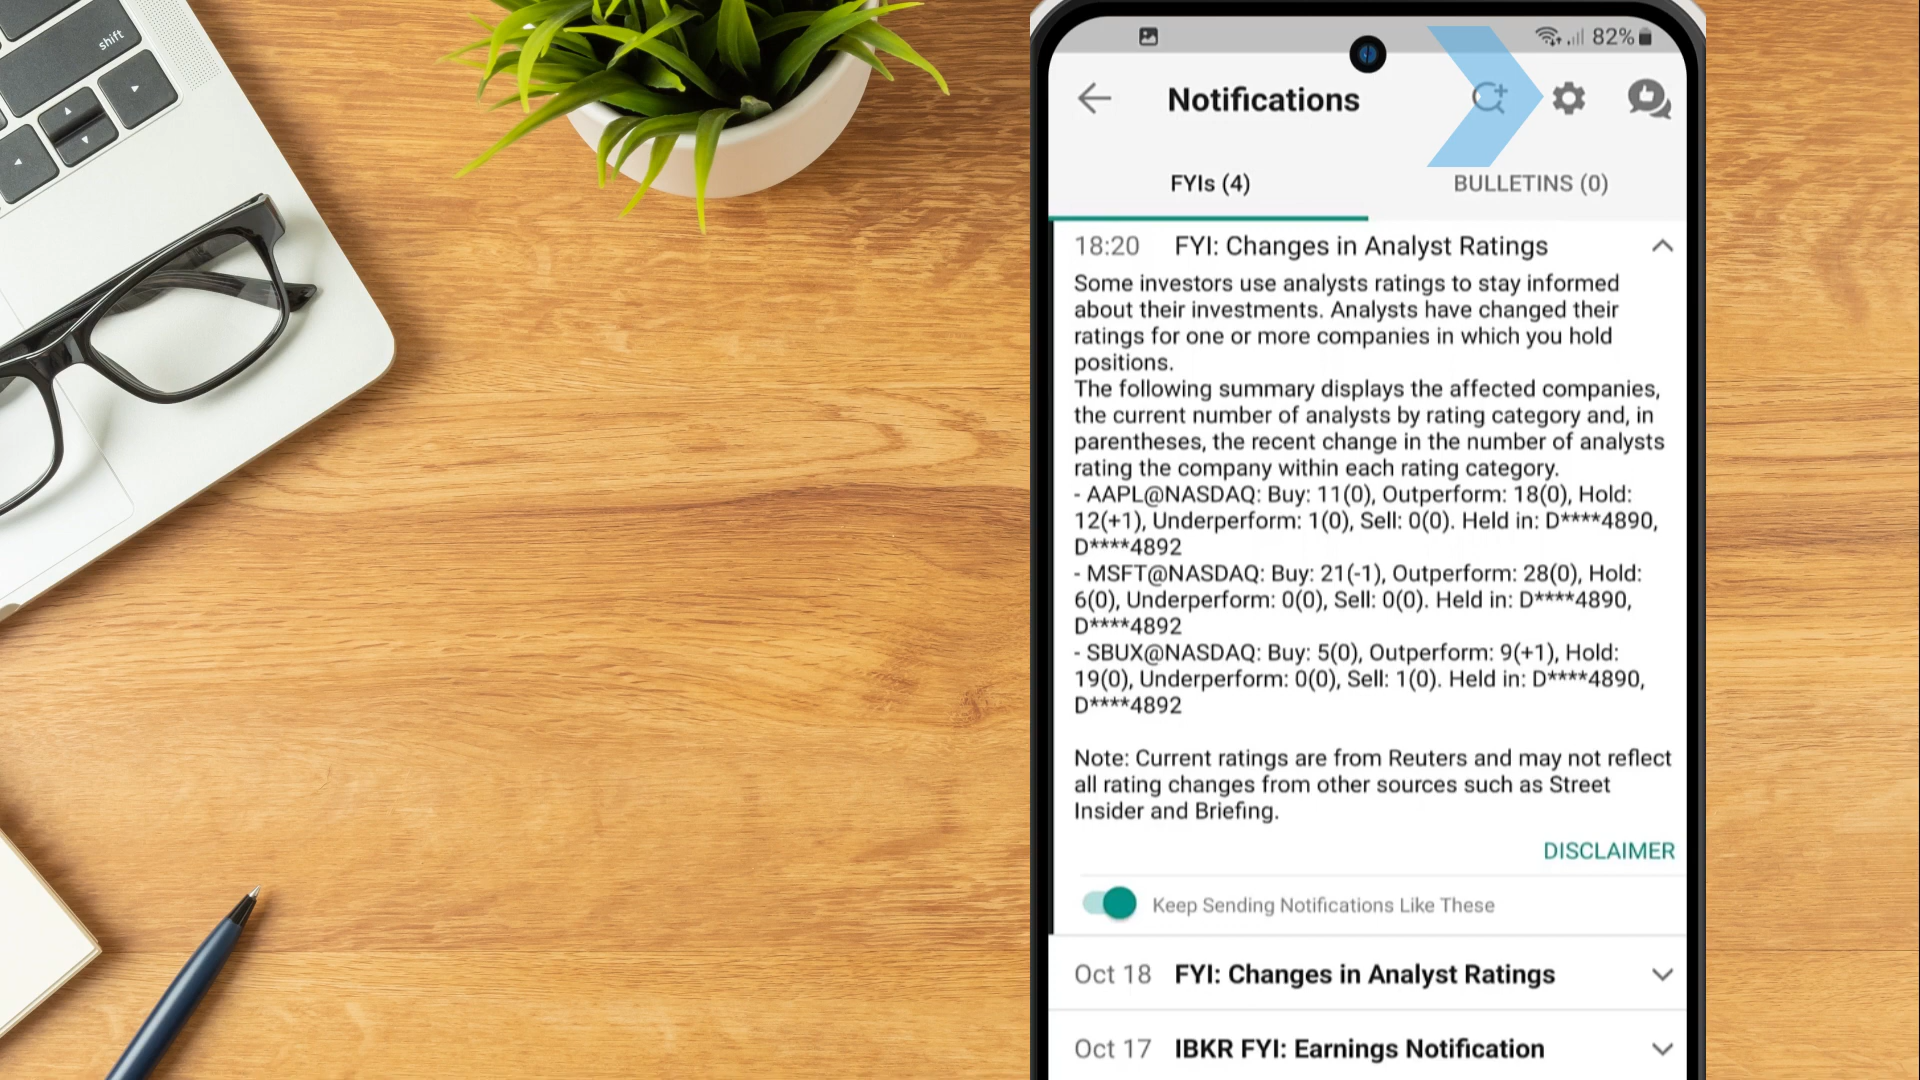 shift
82%
Notifications
FYIs (4)
BULLETINS (0)
18:20 FYI: Changes in Analyst Ratings
Some investors use analysts ratings to stay informed
about their investments. Analysts have changed their
ratings for one or more companies in which you hold
positions.
The following summary displays the affected companies,
the current number of analysts by rating category and, in
parentheses, the recent change in the number of analysts
rating the company within each rating category.
- AAPL@NASDAQ: Buy: 11(0), Outperform: 18(0), Hold:
12(+1), Underperform: 1(0), Sell: 0(0). Held in: D****4890,
D****4892
- MSFT@NASDAQ: Buy: 21(-1), Outperform: 28(0), Hold:
6(0), Underperform: 0(0), Sell: 0(0). Held in: D****4890,
D****4892
- SBUX@NASDAQ: Buy: 5(0), Outperform: 9(+1), Hold:
19(0), Underperform: 0(0), Sell: 1(0). Held in: D****4890,
D****4892
Note: Current ratings are from Reuters and may not reflect
all rating changes from other sources such as Street
Insider and Briefing.
DISCLAIMER
Keep Sending Notifications Like These
Oct 18 FYI: Changes in Analyst Ratings
Oct 17 IBKR FYI: Earnings Notification